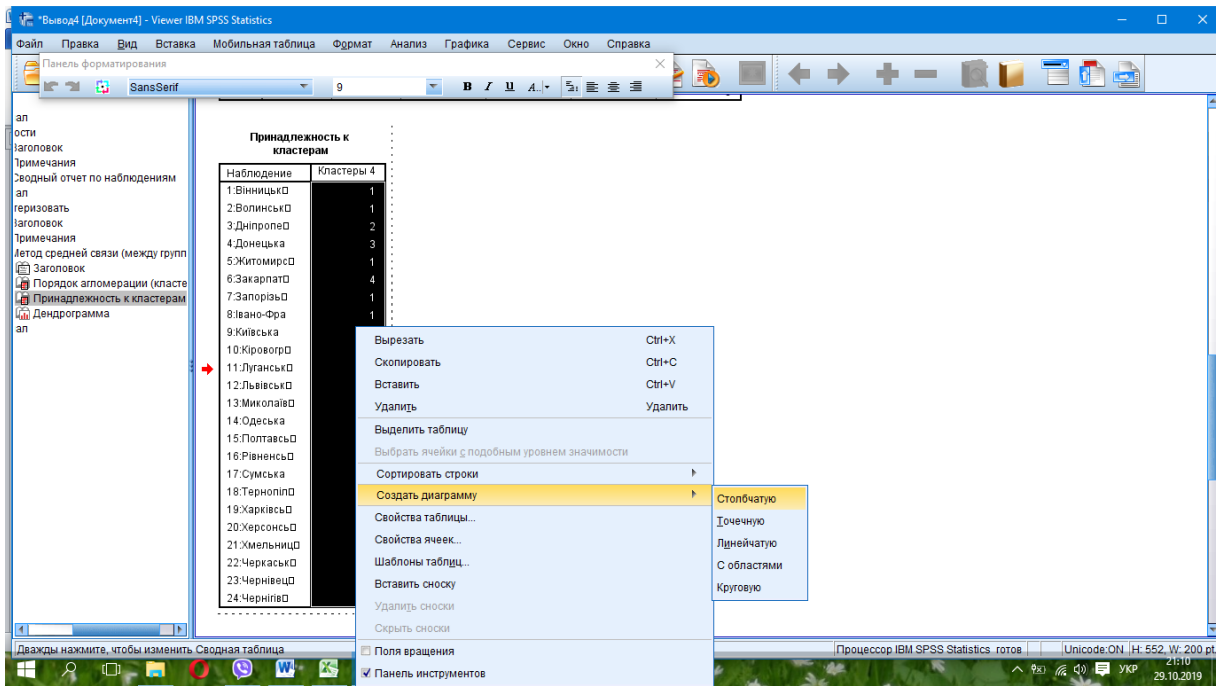 *Вывод4 [Документ4] - Viewer IBM SPSS Statistics
Файл Правка Вид Вставка Мобильная таблица Формат Анализ Графика Сервис Окно Справка
Панель форматирования
SansSerif 9 B I U A...
ал
ости
Заголовок
Примечания
Сводный отчет по наблюдениям
ал
теризовать
Заголовок
Примечания
Метод средней связи (между групп
Заголовок
Порядок агломерации (класте
Принадлежность к кластерам
Дендрограмма
ал
Принадлежность к
кластерам
Наблюдение Кластеры 4
1:Вінницьк 1
2:Волинськ 1
3:Дніпропе 2
4:Донецька 3
5:Житомирс 1
6:Закарпат 4
7:Запорізь 1
8:Івано-Фра 1
9:Київська
10:Кіровогр
11:Луганськ
12:Львівськ
13:Миколаїв
14:Одеська
15:Полтавсь
16:Рівненсь
17:Сумська
18:Тернопіл
19:Харківсь
20:Херсонсь
21:Хмельниц
22:Черкаськ
23:Чернівец
24:Чернігів
Вырезать Ctrl+X
Скопировать Ctrl+C
Вставить Ctrl+V
Удалить Удалить
Выделить таблицу
Выбрать ячейки с подобным уровнем значимости
Сортировать строки
Создать диаграмму
Свойства таблицы...
Свойства ячеек...
Шаблоны таблиц...
Вставить сноску
Удалить сноски
Скрыть сноски
Поля вращения
Панель инструментов
Столбчатую
Точечную
Линейчатую
С областями
Круговую
Дважды нажмите, чтобы изменить Сводная таблица Процессор IBM SPSS Statistics готов Unicode:ON H: 552, W: 200 pt.
УКР 21:10
29.10.2019